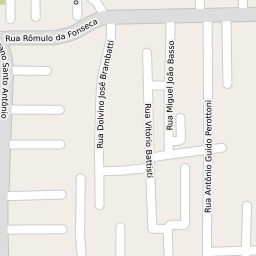 Rua Rômulo da Fonseca
Santo Antônio
Rua Dolvino José Brambatti
Rua Vitório Battisti
Rua Miguel João Basso
Rua Antônio Guido Perottoni